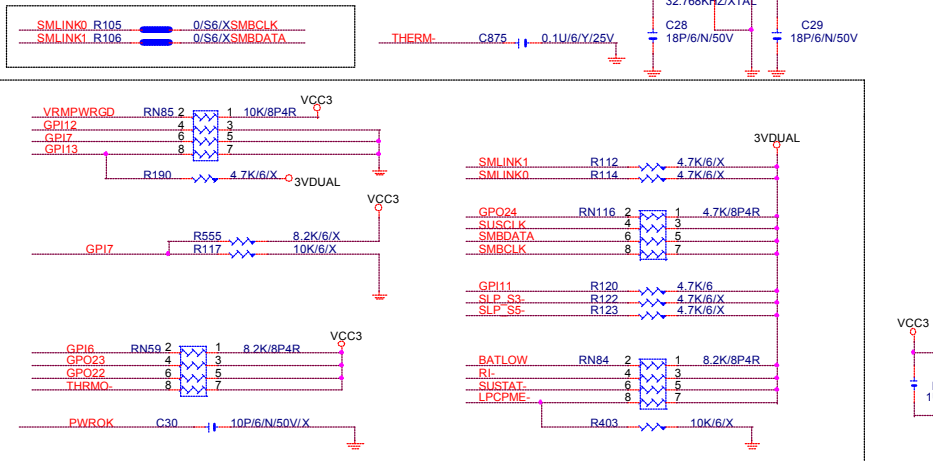 32.768KHZ/XTAL
SMLINK0 R105 0/S6/XSMBCLK
SMLINK1 R106 0/S6/XSMBDATA
THERM- C875 0.1U/6/Y/25V
C28
18P/6/N/50V
C29
18P/6/N/50V
VCC3
VRMPWRGD RN85 2 1 10K/8P4R
GPI12 4 3
GPI7 6 5
GPI13 8 7
R190 4.7K/6/X 3VDUAL
VCC3
R555 8.2K/6/X
GPI7 R117 10K/6/X
VCC3
GPI6 RN59 2 1 8.2K/8P4R
GPO23 4 3
GPO22 6 5
THRMO- 8 7
PWROK C30 10P/6/N/50V/X
3VDUAL
SMLINK1 R112 4.7K/6/X
SMLINK0 R114 4.7K/6/X
GPO24 RN116 2 1 4.7K/8P4R
SUSCLK 4 3
SMBDATA 6 5
SMBCLK 8 7
GPI11 R120 4.7K/6
SLP_S3- R122 4.7K/6/X
SLP_S5- R123 4.7K/6/X
BATLOW RN84 2 1 8.2K/8P4R
RI- 4 3
SUSTAT- 6 5
LPCPME- 8 7
R403 10K/6/X
VCC3